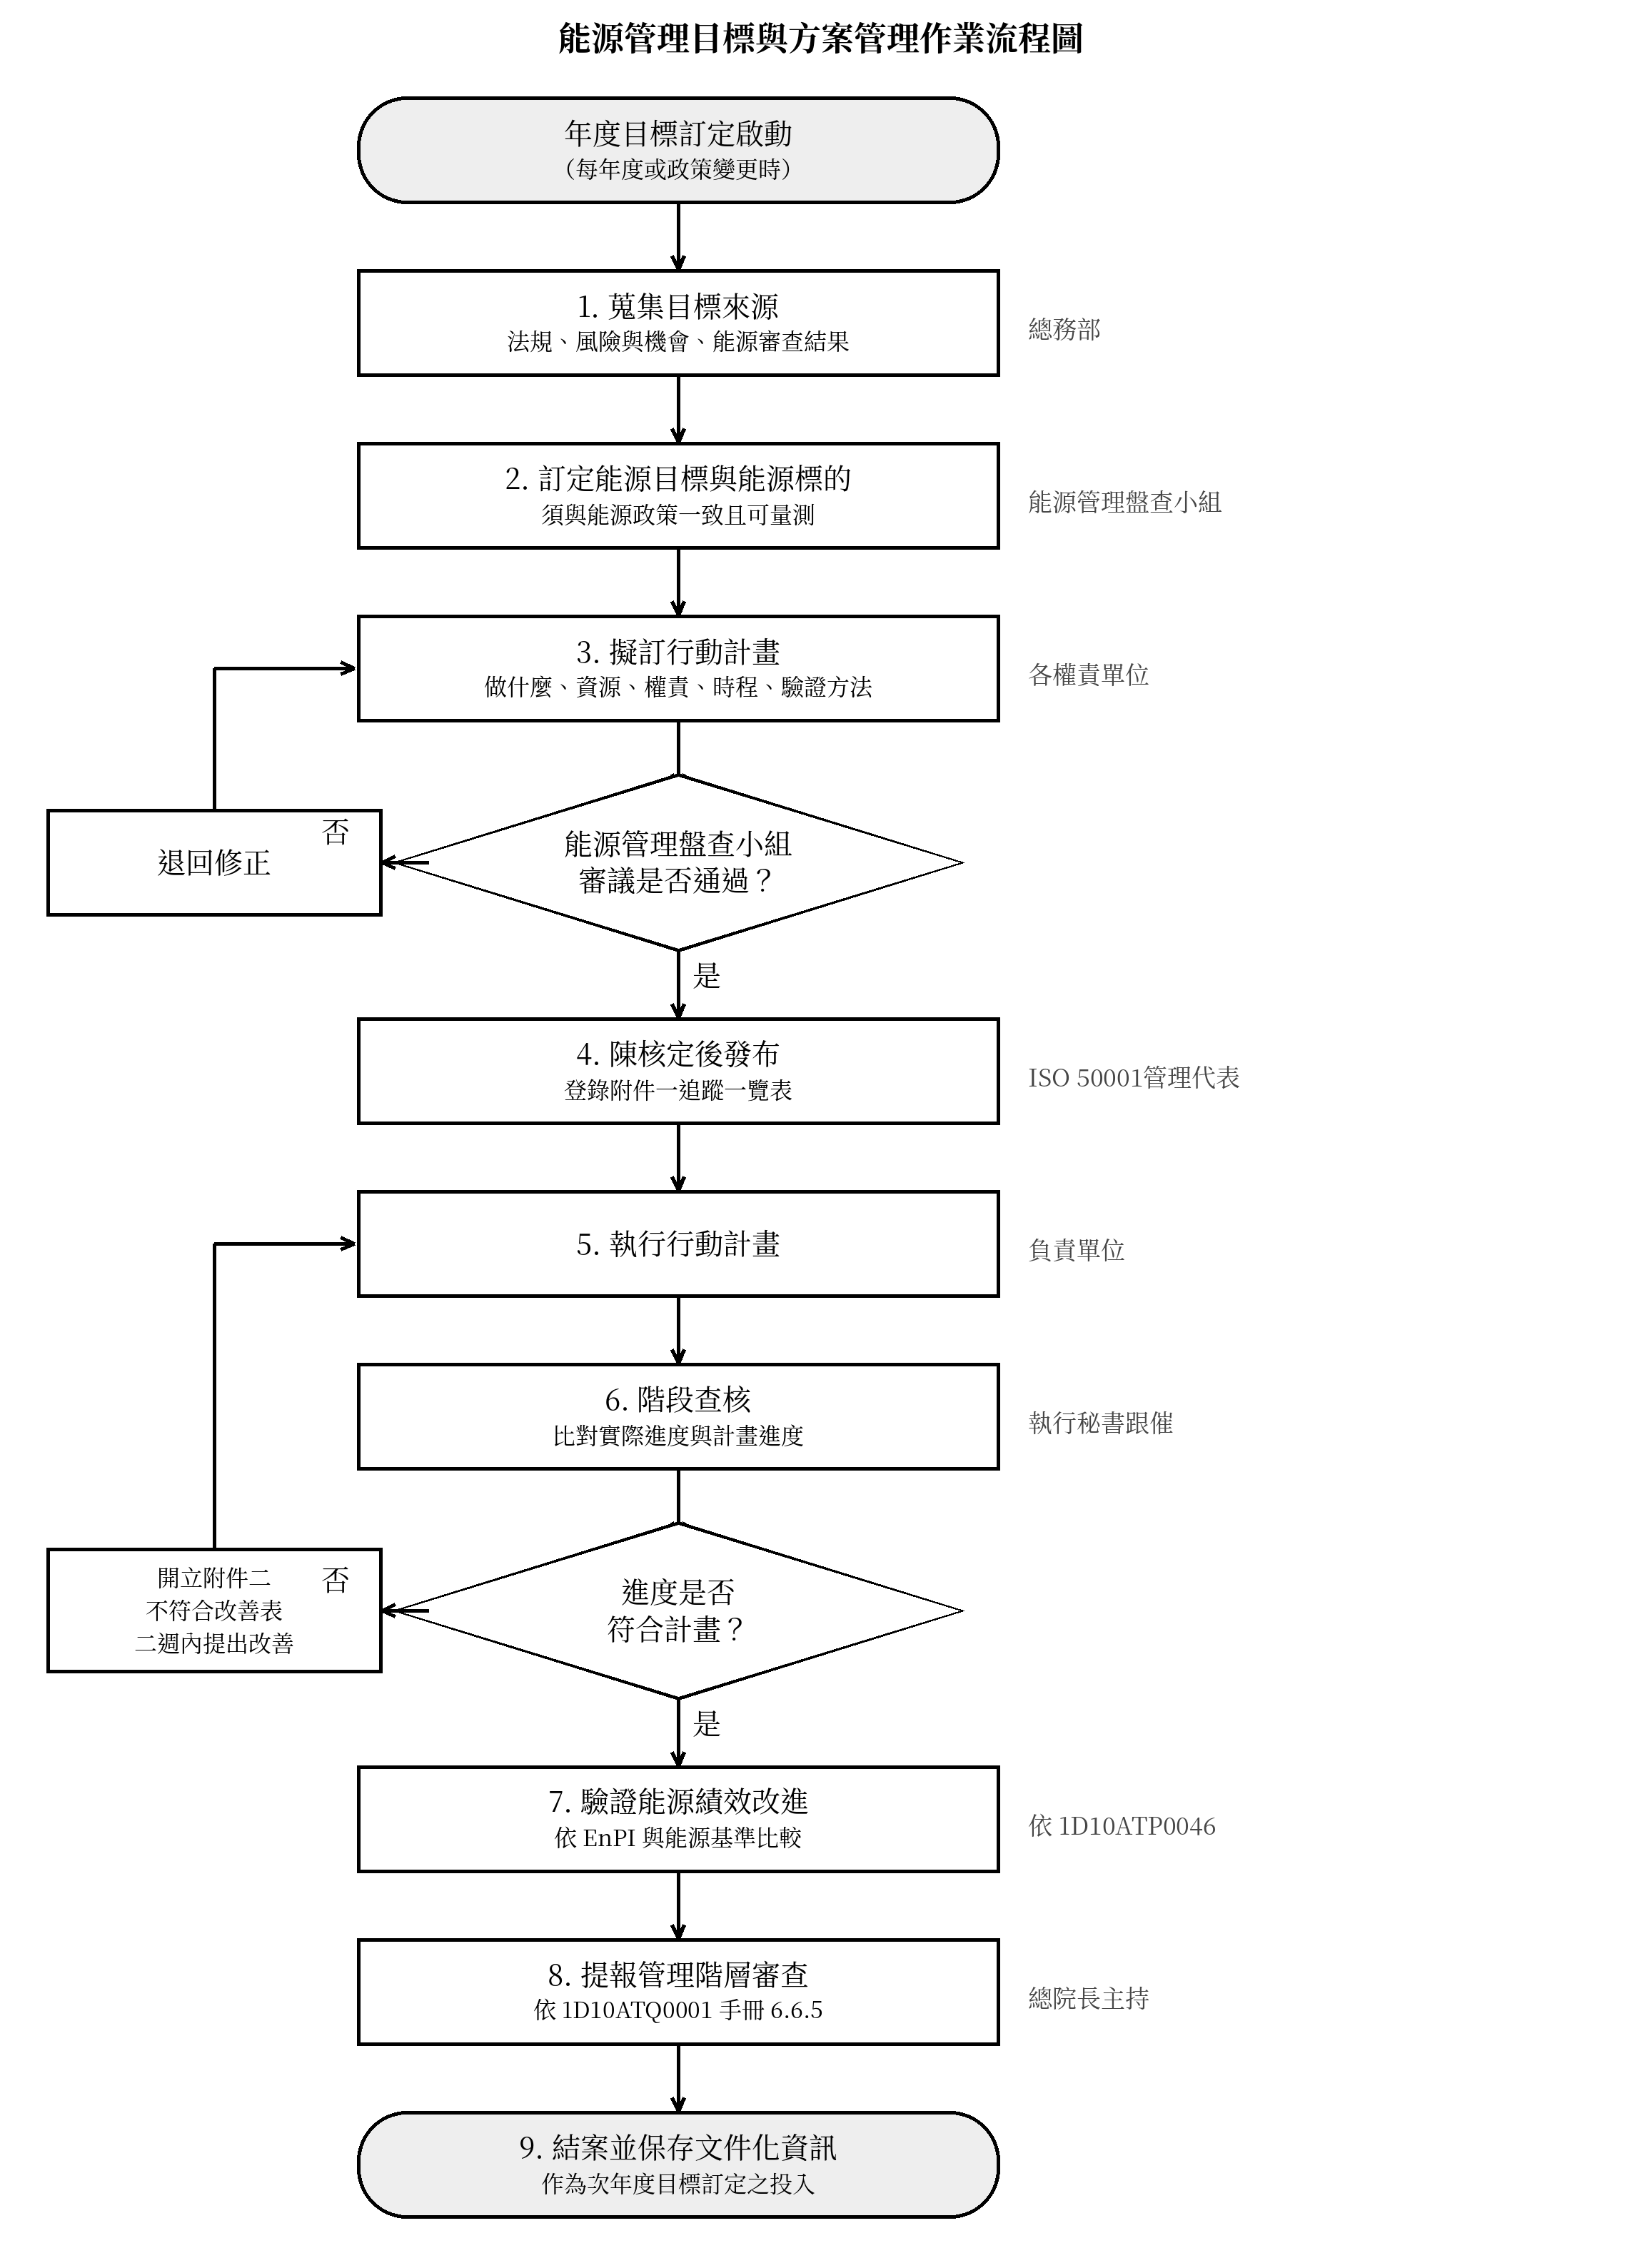 能源管理目標與方案管理作業流程圖
年度目標訂定啟動
（每年度或政策變更時）
1. 蒐集目標來源
法規、風險與機會、能源審查結果
總務部
2. 訂定能源目標與能源標的
須與能源政策一致且可量測
能源管理盤查小組
3. 擬訂行動計畫
做什麼、資源、權責、時程、驗證方法
各權責單位
否
退回修正
能源管理盤查小組
審議是否通過？
是
4. 陳核定後發布
登錄附件一追蹤一覽表
ISO 50001管理代表
5. 執行行動計畫
負責單位
6. 階段查核
比對實際進度與計畫進度
執行秘書跟催
否
開立附件二
不符合改善表
二週內提出改善
進度是否
符合計畫？
是
7. 驗證能源績效改進
依 EnPI 與能源基準比較
依 1D10ATP0046
8. 提報管理階層審查
依 1D10ATQ0001 手冊 6.6.5
總院長主持
9. 結案並保存文件化資訊
作為次年度目標訂定之投入